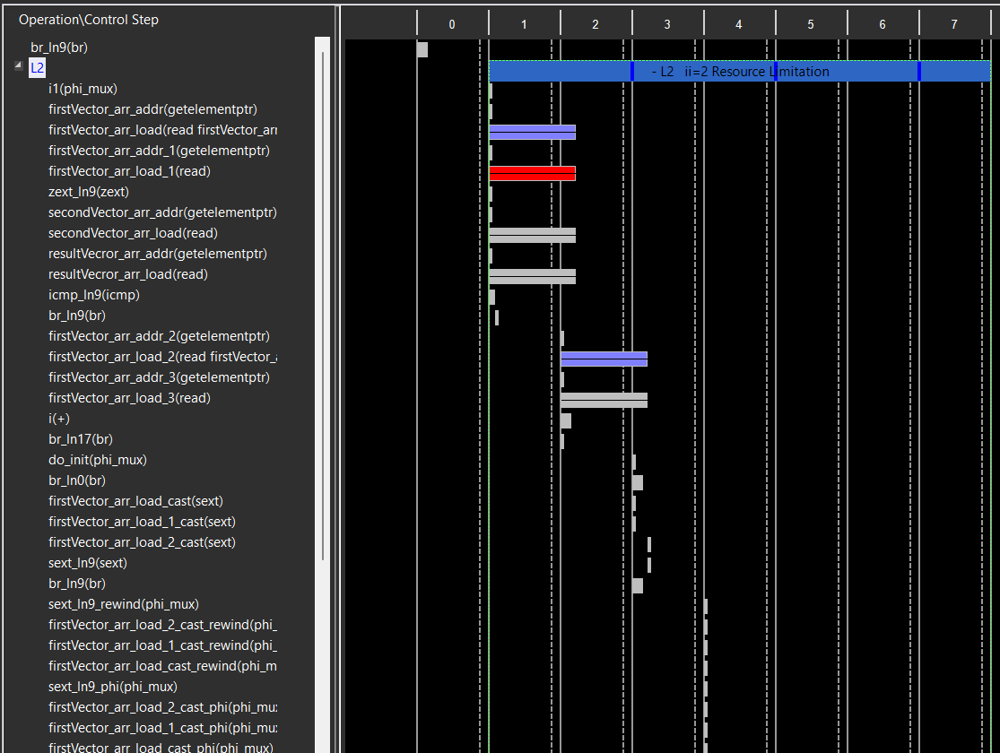 Operation\Control Step 0 1 2 3 4 5 6 7
br_ln9(br)
L2 - L2 ii=2 Resource Limitation
i1(phi_mux)
firstVector_arr_addr(getelementptr)
firstVector_arr_load(read firstVector_arr
firstVector_arr_addr_1(getelementptr)
firstVector_arr_load_1(read)
zext_ln9(zext)
secondVector_arr_addr(getelementptr)
secondVector_arr_load(read)
resultVecror_arr_addr(getelementptr)
resultVecror_arr_load(read)
icmp_ln9(icmp)
br_ln9(br)
firstVector_arr_addr_2(getelementptr)
firstVector_arr_load_2(read firstVector_a
firstVector_arr_addr_3(getelementptr)
firstVector_arr_load_3(read)
i(+)
br_ln17(br)
do_init(phi_mux)
br_ln0(br)
firstVector_arr_load_cast(sext)
firstVector_arr_load_1_cast(sext)
firstVector_arr_load_2_cast(sext)
sext_ln9(sext)
br_ln9(br)
sext_ln9_rewind(phi_mux)
firstVector_arr_load_2_cast_rewind(phi_
firstVector_arr_load_1_cast_rewind(phi_
firstVector_arr_load_cast_rewind(phi_m
sext_ln9_phi(phi_mux)
firstVector_arr_load_2_cast_phi(phi_mux
firstVector_arr_load_1_cast_phi(phi_mux
firstVector_arr_load_cast_phi(phi_mux)